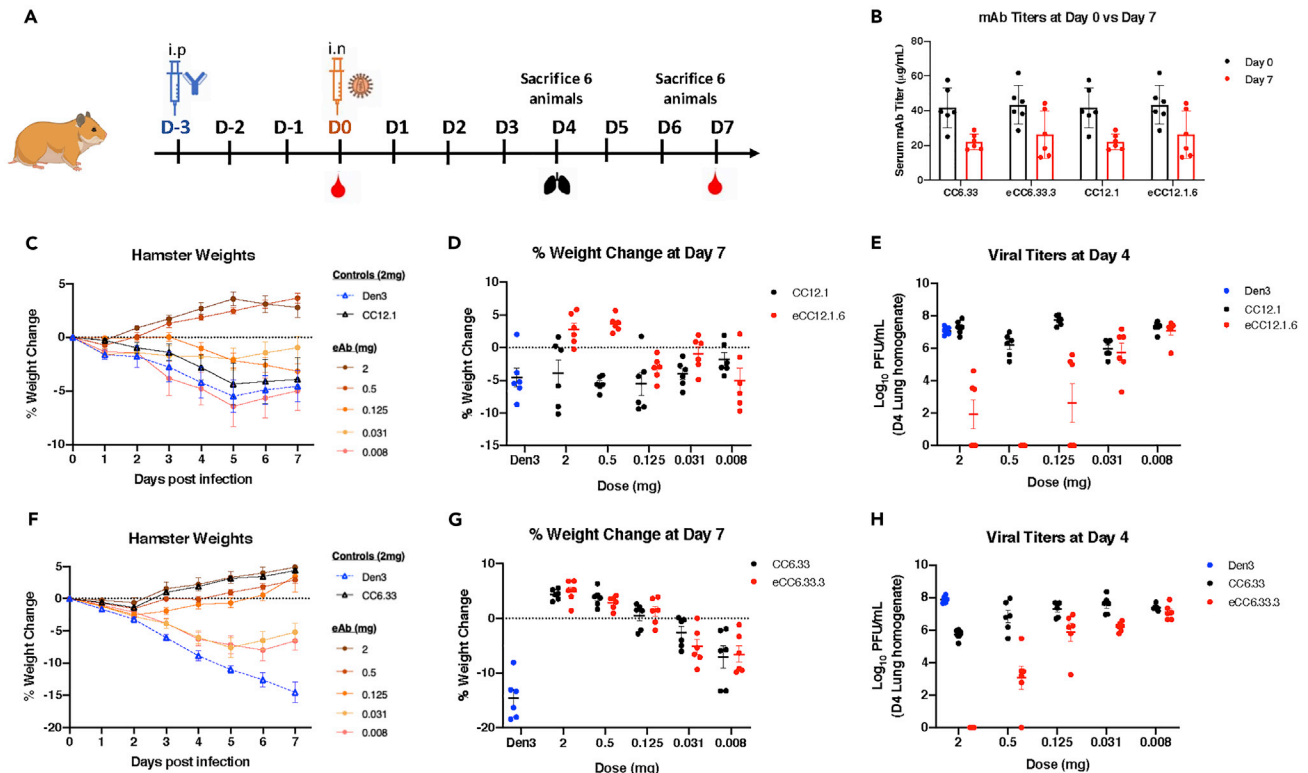 A
i.p
i.n
Sacrifice 6
animals
Sacrifice 6
animals
D-3 D-2 D-1 D0 D1 D2 D3 D4 D5 D6 D7
B
mAb Titers at Day 0 vs Day 7
Serum mAb Titer (µg/mL)
80
60
40
20
0
CC6.33 eCC6.33.3 CC12.1 eCC12.1.6
Day 0
Day 7
C
Hamster Weights
% Weight Change
5
0
-5
-10
0 1 2 3 4 5 6 7
Days post infection
Controls (2mg)
Den3
CC12.1
eAb (mg)
2
0.5
0.125
0.031
0.008
D
% Weight Change at Day 7
% Weight Change
10
5
0
-5
-10
-15
Den3 2 0.5 0.125 0.031 0.008
Dose (mg)
CC12.1
eCC12.1.6
E
Viral Titers at Day 4
Log10 PFU/mL
(D4 Lung homogenate)
10
8
6
4
2
0
2 0.5 0.125 0.031 0.008
Dose (mg)
Den3
CC12.1
eCC12.1.6
F
Hamster Weights
% Weight Change
5
0
-5
-10
-15
-20
0 1 2 3 4 5 6 7
Days post infection
Controls (2mg)
Den3
CC6.33
eAb (mg)
2
0.5
0.125
0.031
0.008
G
% Weight Change at Day 7
% Weight Change
10
0
-10
-20
Den3 2 0.5 0.125 0.031 0.008
Dose (mg)
CC6.33
eCC6.33.3
H
Viral Titers at Day 4
Log10 PFU/mL
(D4 Lung homogenate)
10
8
6
4
2
0
2 0.5 0.125 0.031 0.008
Dose (mg)
Den3
CC6.33
eCC6.33.3